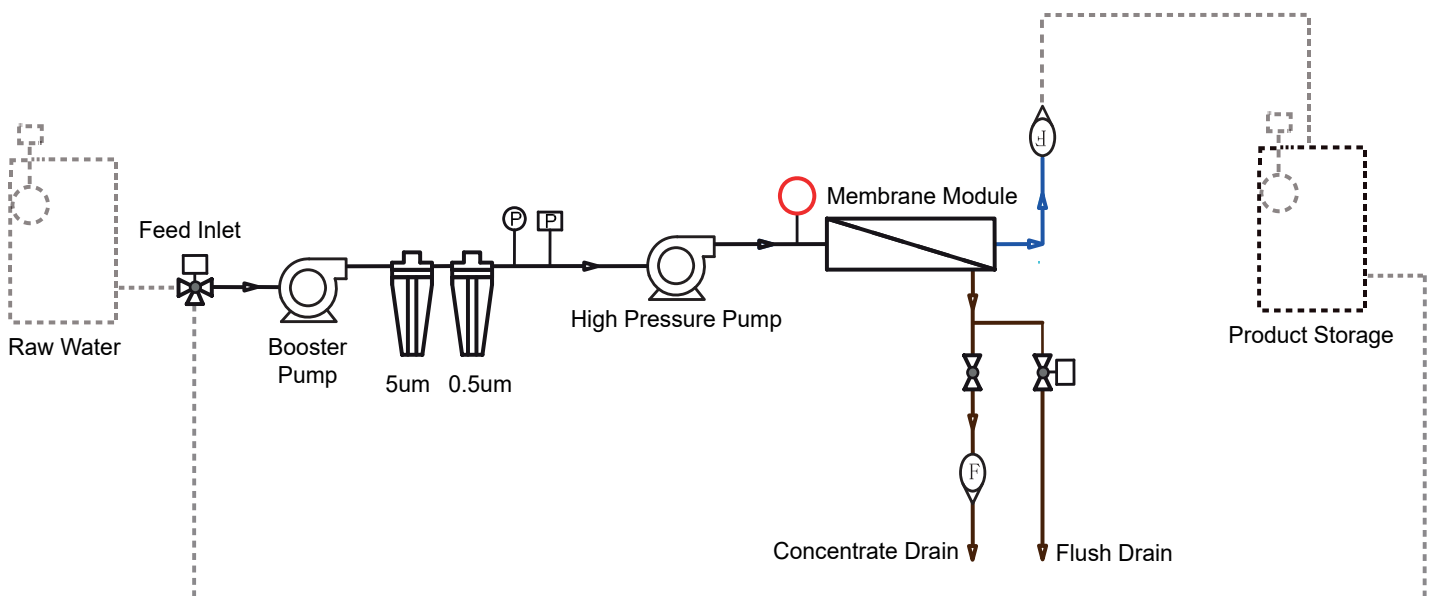 F
Membrane Module
Feed Inlet
P
P
High Pressure Pump
Raw Water
Booster
Pump
5um
0.5um
Product Storage
F
Concentrate Drain
Flush Drain